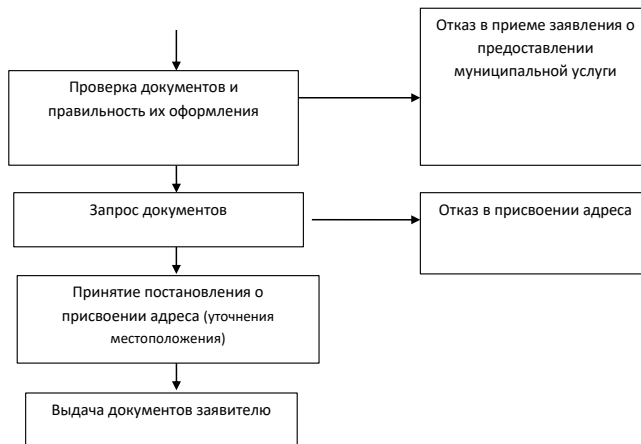 Отказ в приеме заявления о
предоставлении
муниципальной услуги
Проверка документов и
правильность их оформления
Запрос документов
Отказ в присвоении адреса
Принятие постановления о
присвоении адреса (уточнения
местоположения)
Выдача документов заявителю